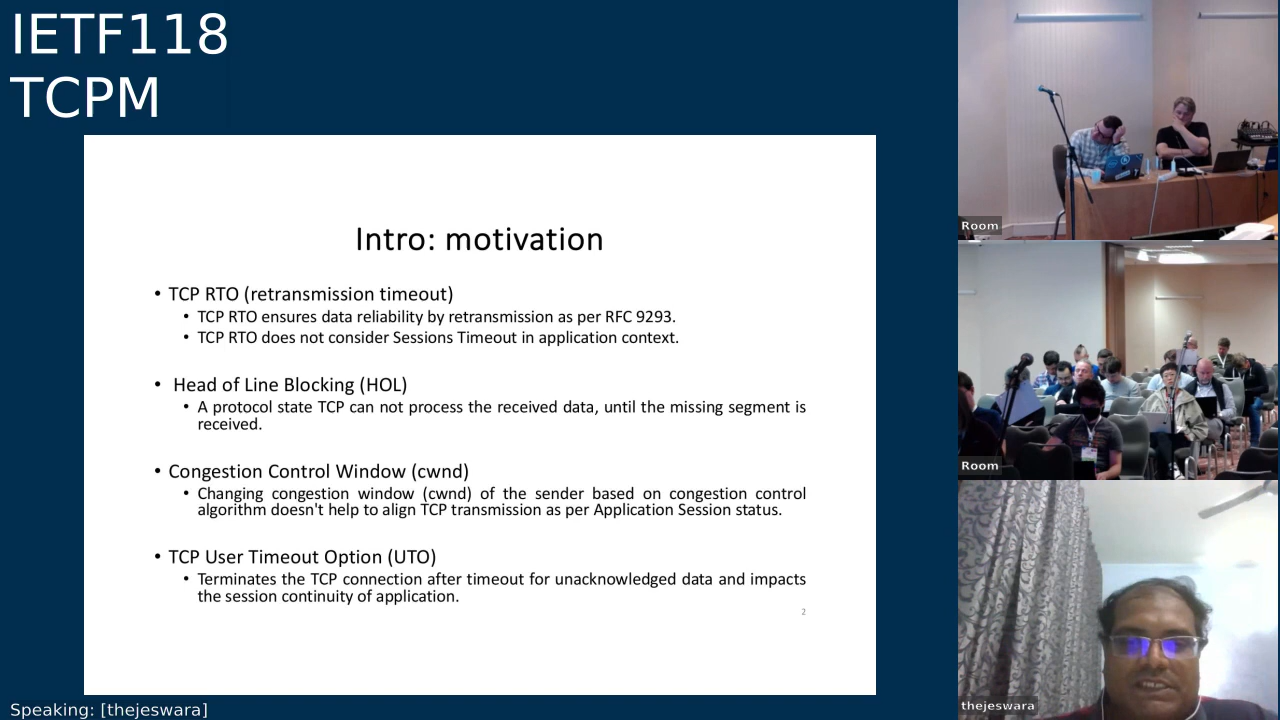 IETF118
TCPM
Intro: motivation
• TCP RTO (retransmission timeout)
• TCP RTO ensures data reliability by retransmission as per RFC 9293.
• TCP RTO does not consider Sessions Timeout in application context.
• Head of Line Blocking (HOL)
• A protocol state TCP can not process the received data, until the missing segment is
received.
• Congestion Control Window (cwnd)
• Changing congestion window (cwnd) of the sender based on congestion control
algorithm doesn't help to align TCP transmission as per Application Session status.
• TCP User Timeout Option (UTO)
• Terminates the TCP connection after timeout for unacknowledged data and impacts
the session continuity of application.
2
Speaking: [thejeswara]
Room
Room
thejeswara